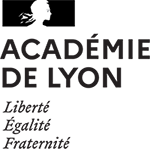 ACADÉMIE
DE LYON
Liberté
Égalité
Fraternité